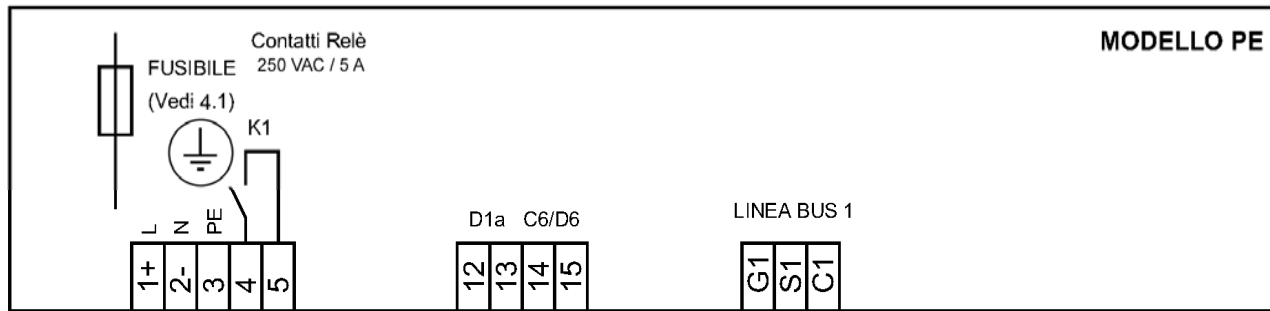 MODELLO PE
Contatti Relè
250 VAC / 5 A
FUSIBILE
(Vedi 4.1)
K1
L N PE
D1a C6/D6
LINEA BUS 1
1+ 2- 3 4 5
12 13 14 15
G1 S1 C1